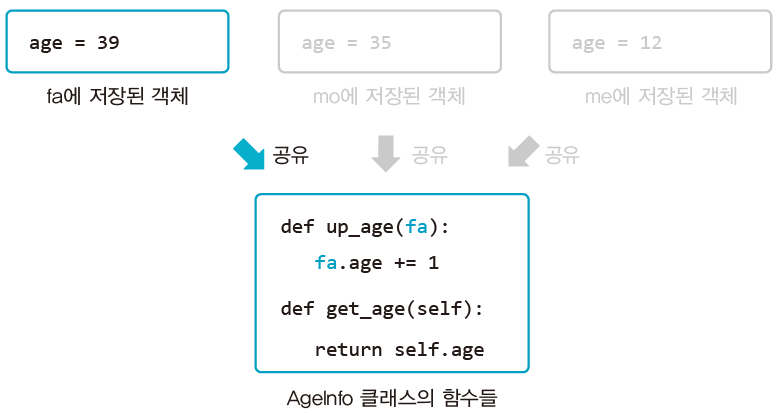 age = 39
age = 35
age = 12
fa에 저장된 객체
mo에 저장된 객체
me에 저장된 객체
공유
공유
공유
def up_age(fa):
fa.age += 1
def get_age(self):
return self.age
AgeInfo 클래스의 함수들